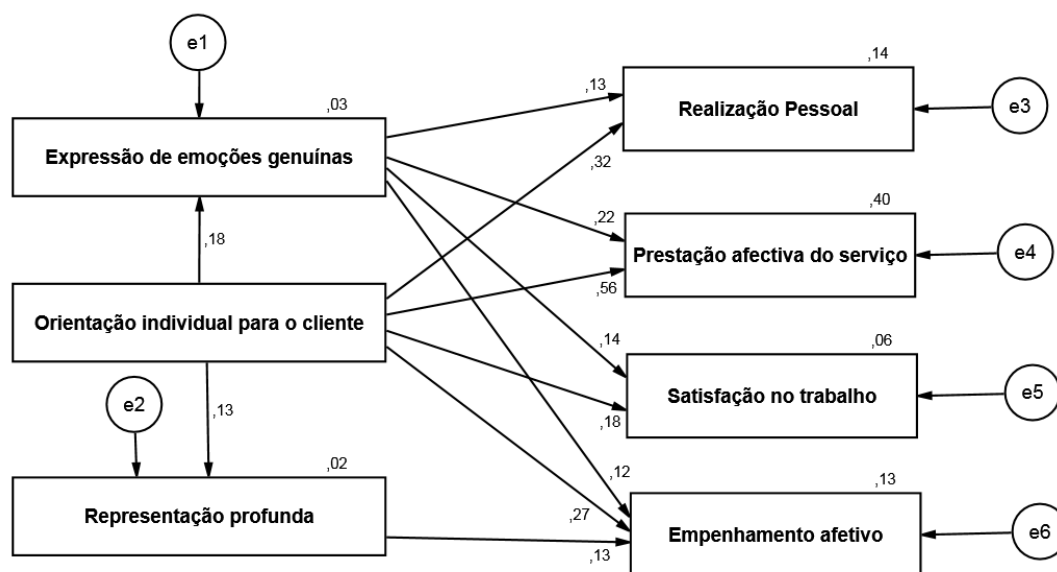 e1
,03
Expressão de emoções genuínas
,18
Orientação individual para o cliente
e2
,13
,02
Representação profunda
,13
,32
,22
,56
,14
,18
,12
,27
,13
,14
Realização Pessoal
e3
,40
Prestação afectiva do serviço
e4
,06
Satisfação no trabalho
e5
,13
Empenhamento afetivo
e6